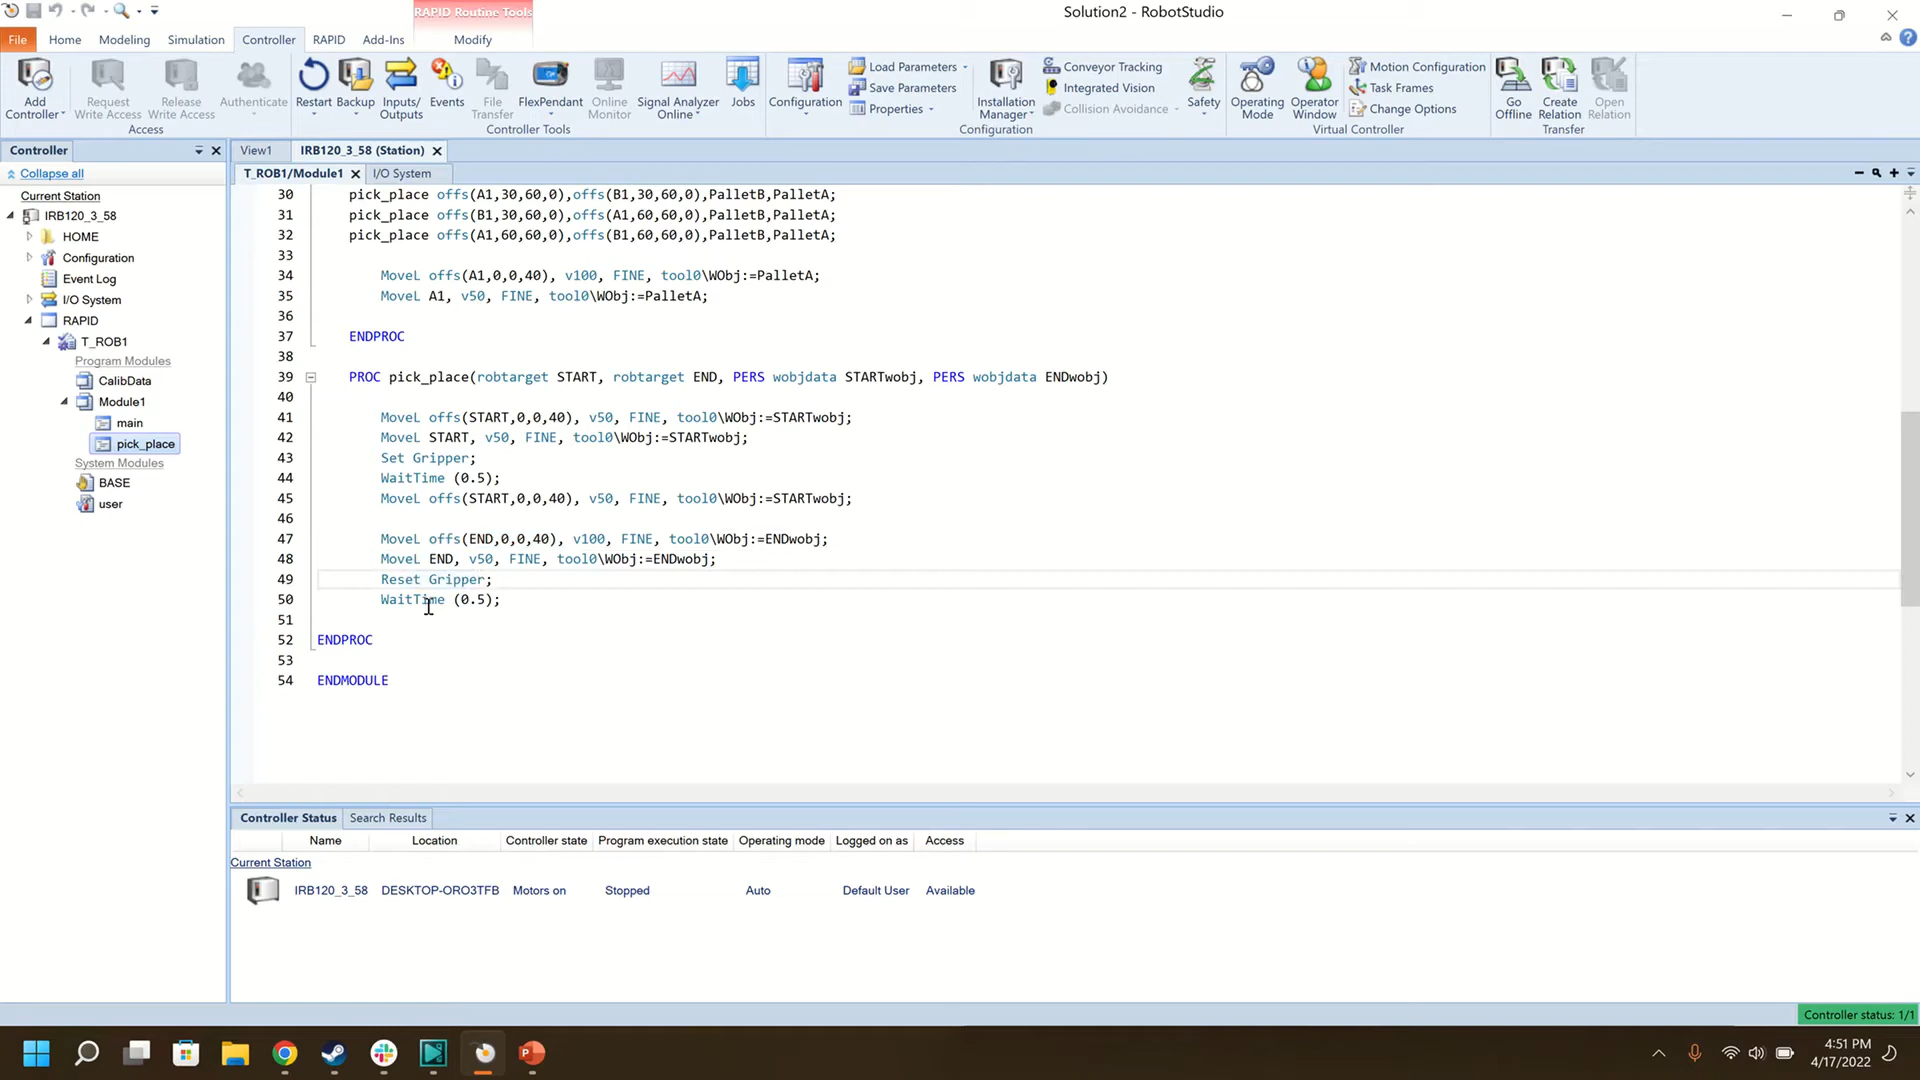 RAPID Routine Tools
Solution2 - RobotStudio
File Home Modeling Simulation Controller RAPID Add-Ins Modify
Add Controller
Request Write Access
Release Write Access
Authenticate
Access
Restart
Backup
Inputs/ Outputs
Events
File Transfer
FlexPendant
Online Monitor
Signal Analyzer Online
Jobs
Controller Tools
Configuration
Load Parameters
Save Parameters
Properties
Installation Manager
Conveyor Tracking
Integrated Vision
Collision Avoidance
Safety
Configuration
Operating Mode
Operator Window
Motion Configuration
Task Frames
Change Options
Virtual Controller
Go Offline
Create Relation
Open Relation
Transfer
Controller
Collapse all
Current Station
IRB120_3_58
HOME
Configuration
Event Log
I/O System
RAPID
T_ROB1
Program Modules
CalibData
Module1
main
pick_place
System Modules
BASE
user
View1 IRB120_3_58 (Station)
T_ROB1/Module1 I/O System
30 pick_place offs(A1,30,60,0),offs(B1,30,60,0),PalletB,PalletA;
31 pick_place offs(B1,30,60,0),offs(A1,60,60,0),PalletB,PalletA;
32 pick_place offs(A1,60,60,0),offs(B1,60,60,0),PalletB,PalletA;
33
34 MoveL offs(A1,0,0,40), v100, FINE, tool0\WObj:=PalletA;
35 MoveL A1, v50, FINE, tool0\WObj:=PalletA;
36
37 ENDPROC
38
39 PROC pick_place(robtarget START, robtarget END, PERS wobjdata STARTwobj, PERS wobjdata ENDwobj)
40
41 MoveL offs(START,0,0,40), v50, FINE, tool0\WObj:=STARTwobj;
42 MoveL START, v50, FINE, tool0\WObj:=STARTwobj;
43 Set Gripper;
44 WaitTime (0.5);
45 MoveL offs(START,0,0,40), v50, FINE, tool0\WObj:=STARTwobj;
46
47 MoveL offs(END,0,0,40), v100, FINE, tool0\WObj:=ENDwobj;
48 MoveL END, v50, FINE, tool0\WObj:=ENDwobj;
49 Reset Gripper;
50 WaitTime (0.5);
51
52 ENDPROC
53
54 ENDMODULE
Controller Status Search Results
Name Location Controller state Program execution state Operating mode Logged on as Access
Current Station
IRB120_3_58 DESKTOP-ORO3TFB Motors on Stopped Auto Default User Available
Controller status: 1/1
4:51 PM
4/17/2022